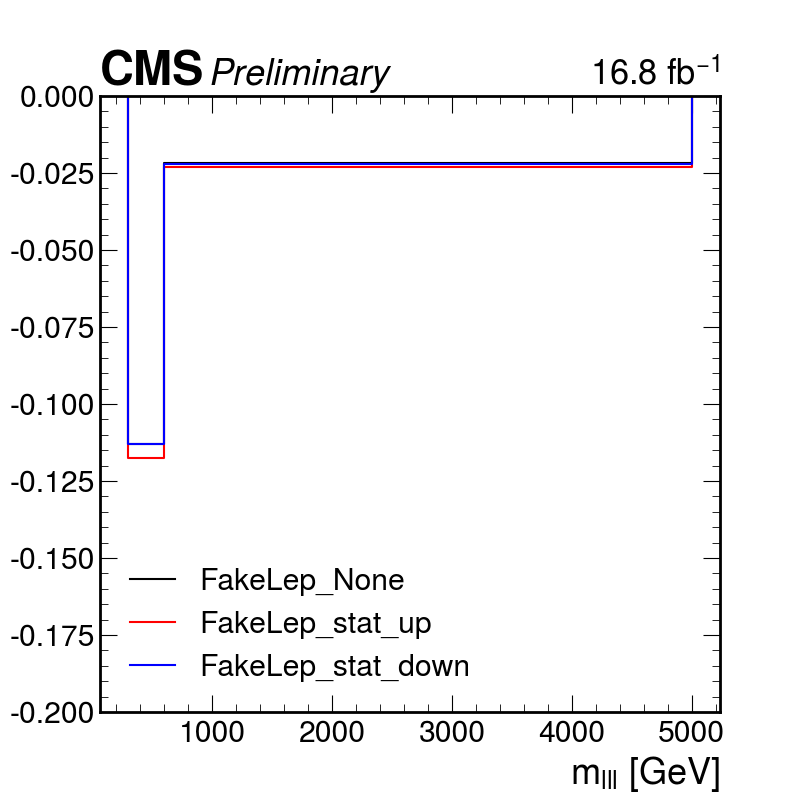 CMS Preliminary 16.8 fb⁻¹
0.000
-0.025
-0.050
-0.075
-0.100
-0.125
-0.150
-0.175
-0.200
FakeLep_None
FakeLep_stat_up
FakeLep_stat_down
1000 2000 3000 4000 5000
m_lll [GeV]